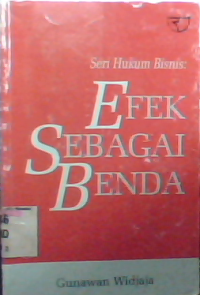 Seri Hukum Bisnis:
EFEK
SEBAGAI
BENDA
Gunawan Widjaja